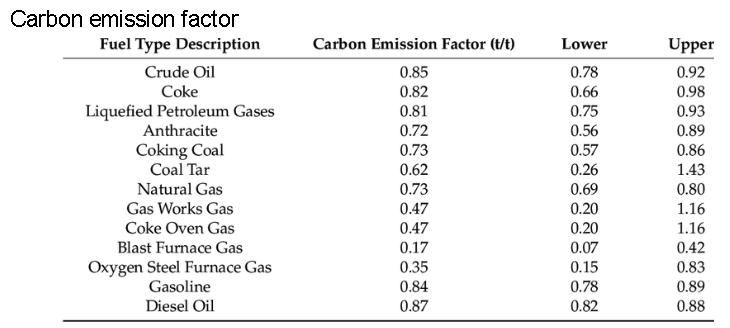 Carbon emission factor
Fuel Type Description Carbon Emission Factor (t/t) Lower Upper
Crude Oil 0.85 0.78 0.92
Coke 0.82 0.66 0.98
Liquefied Petroleum Gases 0.81 0.75 0.93
Anthracite 0.72 0.56 0.89
Coking Coal 0.73 0.57 0.86
Coal Tar 0.62 0.26 1.43
Natural Gas 0.73 0.69 0.80
Gas Works Gas 0.47 0.20 1.16
Coke Oven Gas 0.47 0.20 1.16
Blast Furnace Gas 0.17 0.07 0.42
Oxygen Steel Furnace Gas 0.35 0.15 0.83
Gasoline 0.84 0.78 0.89
Diesel Oil 0.87 0.82 0.88